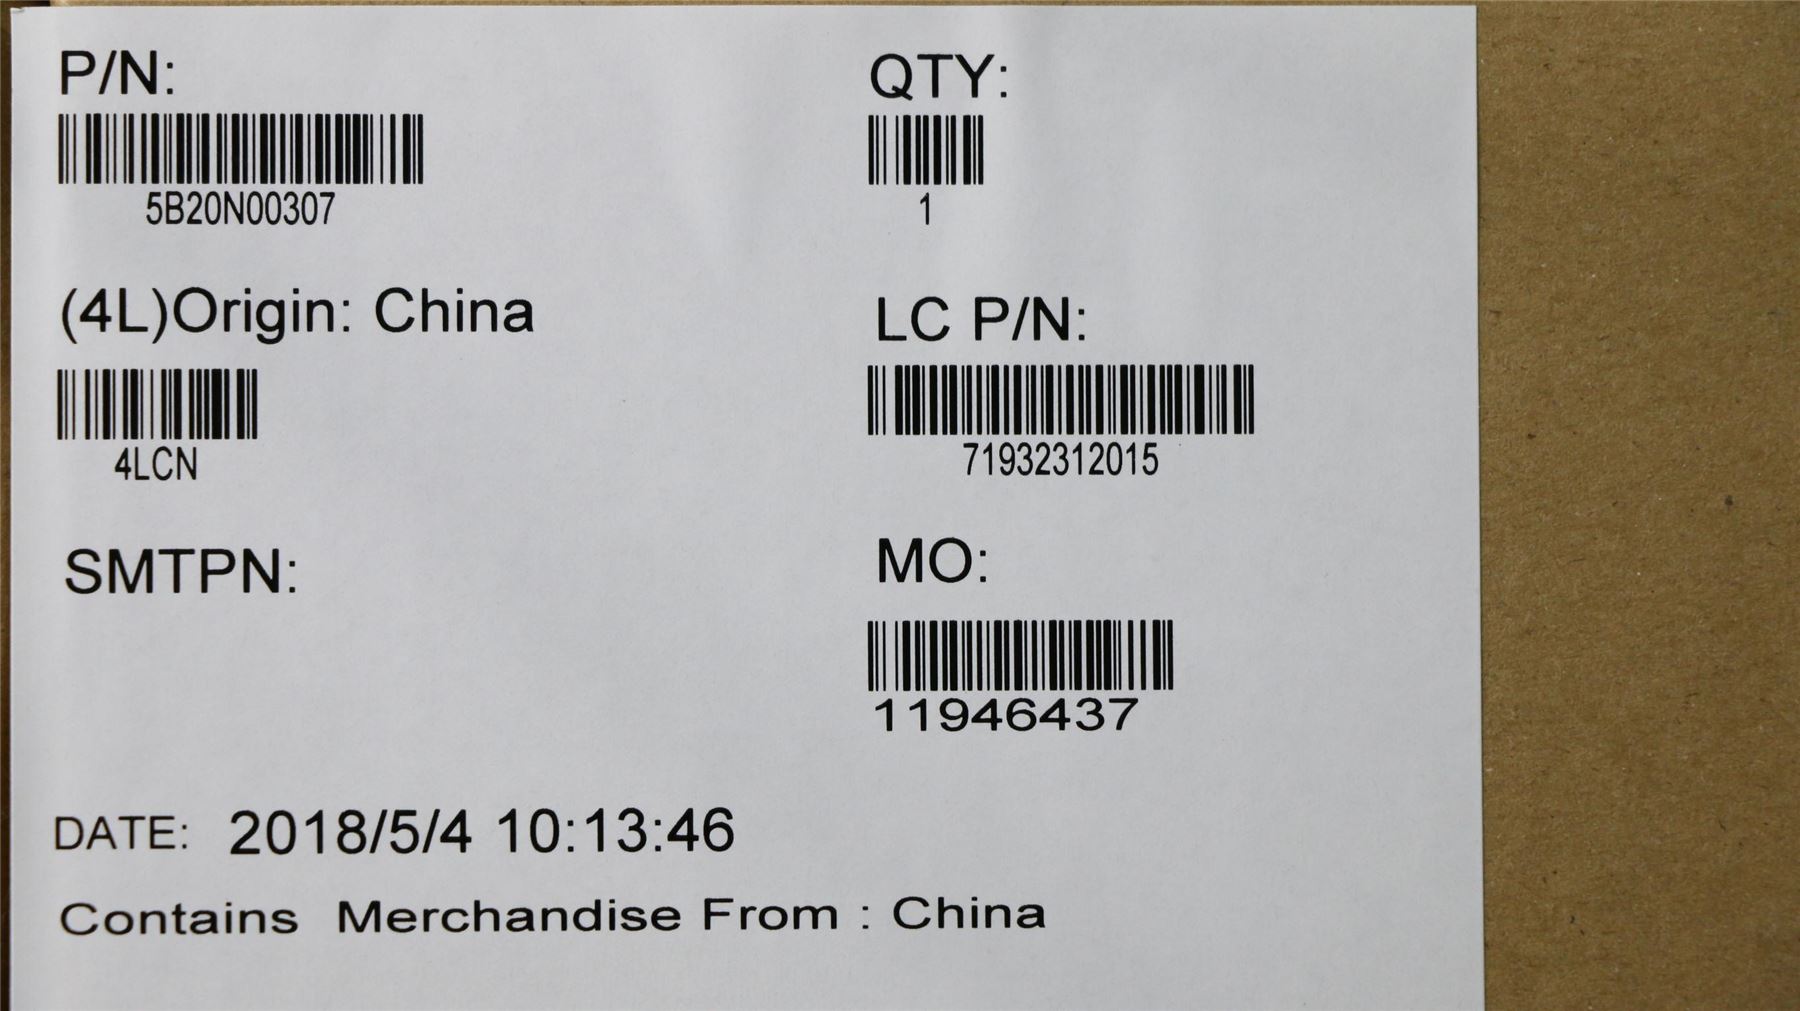 P/N:
QTY:
5B20N00307
1
(4L)Origin: China
LC P/N:
4LCN
71932312015
SMTPN:
MO:
11946437
DATE: 2018/5/4 10:13:46
Contains Merchandise From : China